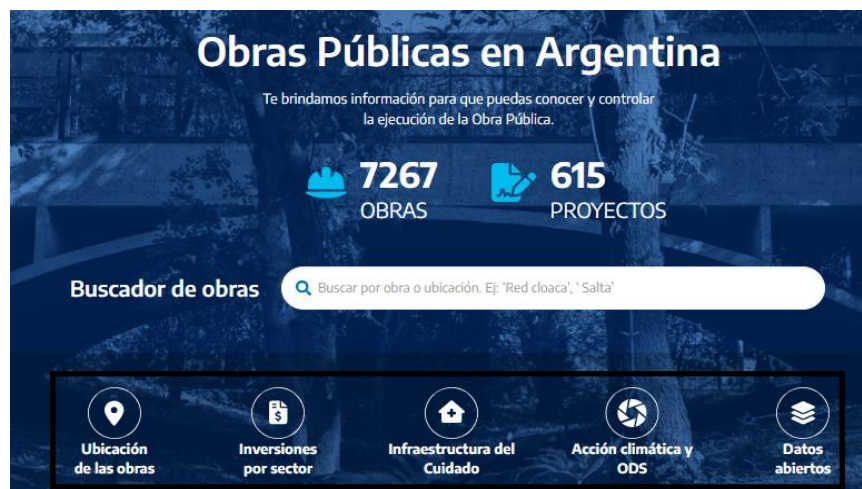 Obras Públicas en Argentina
Te brindamos información para que puedas conocer y controlar
la ejecución de la Obra Pública.
7267
OBRAS
615
PROYECTOS
Buscador de obras
Buscar por obra o ubicación. Ej: 'Red cloaca', ' Salta'
Ubicación
de las obras
Inversiones
por sector
Infraestructura del
Cuidado
Acción climática y
ODS
Datos
abiertos